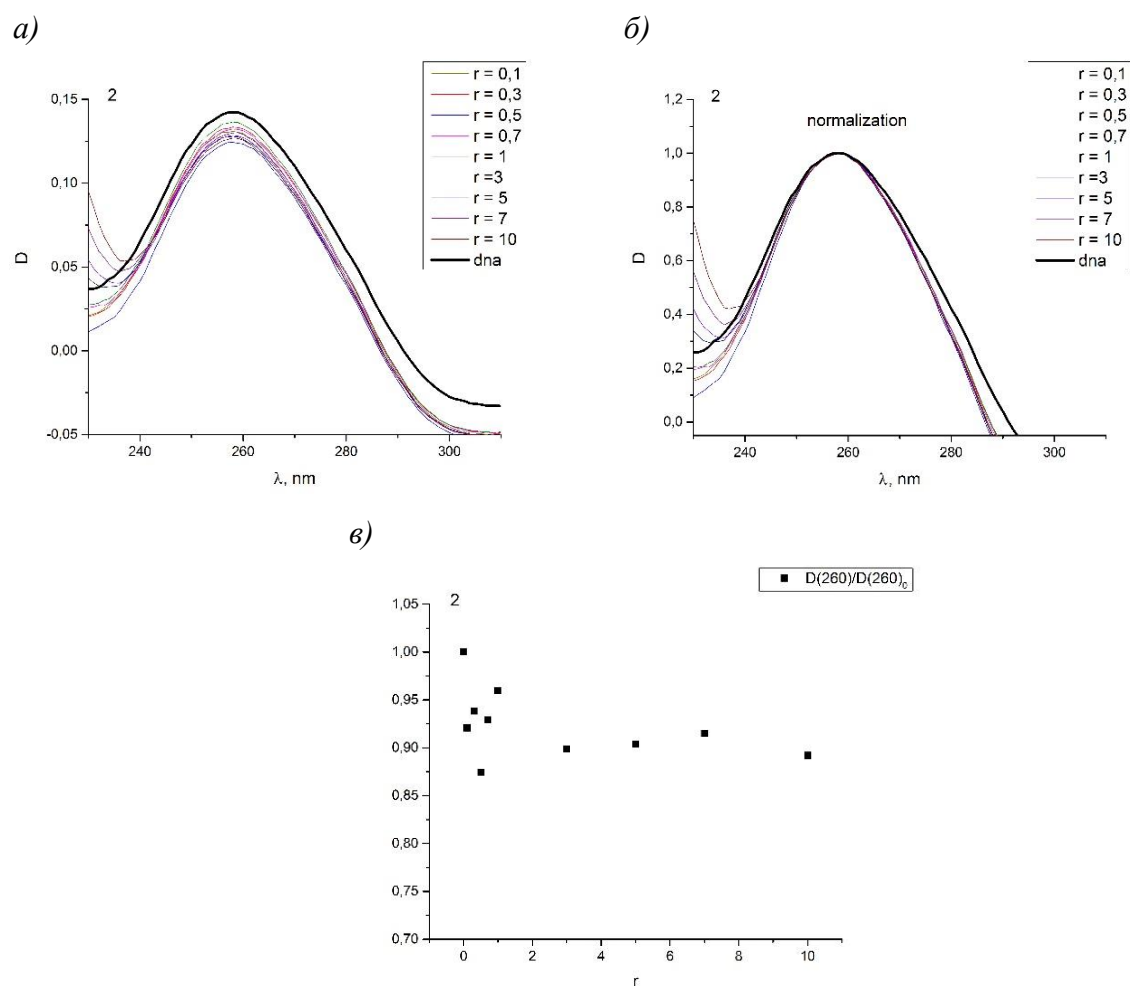 а)
2
r = 0,1
r = 0,3
r = 0,5
r = 0,7
r = 1
r =3
r = 5
r = 7
r = 10
dna
0,15
0,10
0,05
0,00
-0,05
D
240
260
280
300
λ, nm
б)
2
normalization
r = 0,1
r = 0,3
r = 0,5
r = 0,7
r = 1
r =3
r = 5
r = 7
r = 10
dna
1,2
1,0
0,8
0,6
0,4
0,2
0,0
D
240
260
280
300
λ, nm
в)
D(260)/D(260)₀
2
1,05
1,00
0,95
0,90
0,85
0,80
0,75
0,70
0
2
4
6
8
10
r